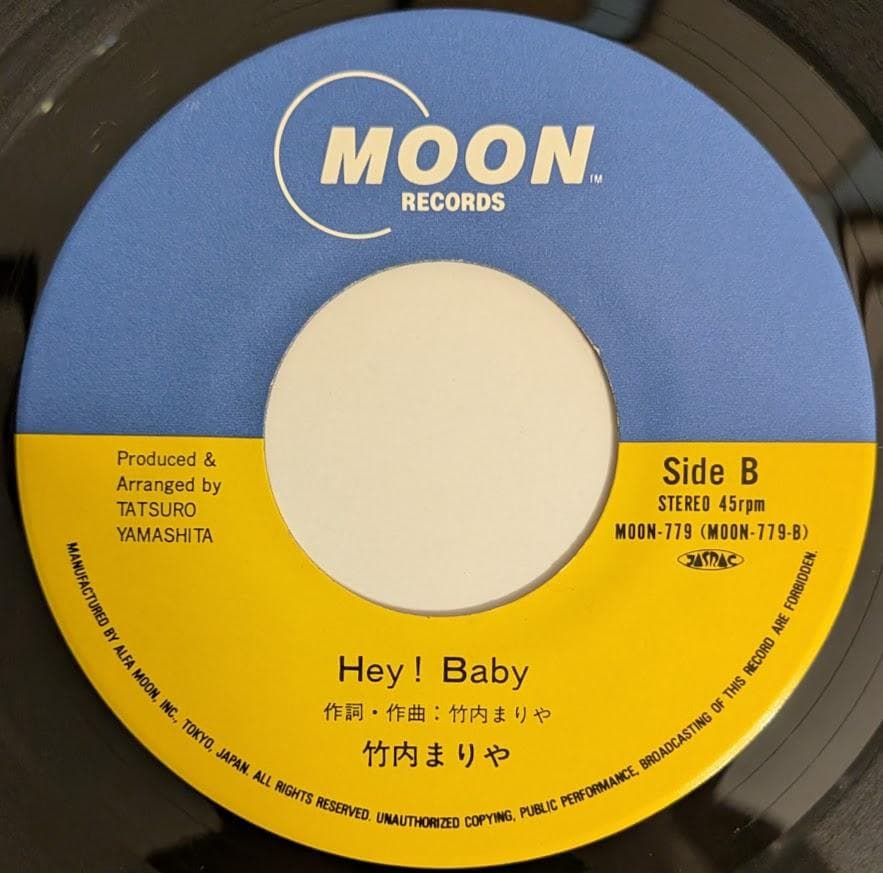 MOON™
RECORDS
Produced &
Arranged by
TATSURO
YAMASHITA
Side B
STEREO 45rpm
MOON-779 (MOON-779-B)
JASRAC
Hey! Baby
作詞・作曲：竹内まりや
竹内まりや
MANUFACTURED BY ALFA MOON, INC., TOKYO, JAPAN. ALL RIGHTS RESERVED. UNAUTHORIZED COPYING, PUBLIC PERFORMANCE, BROADCASTING OF THIS RECORD ARE FORBIDDEN.